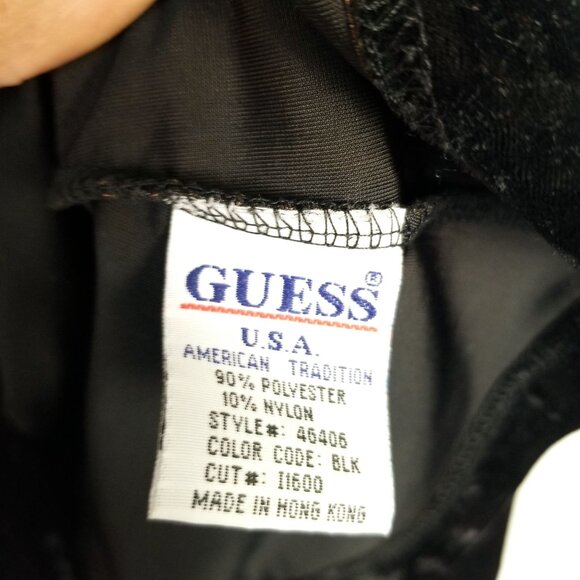 GUESS®
U.S.A.
AMERICAN TRADITION
90% POLYESTER
10% NYLON
STYLE#: 46406
COLOR CODE: BLK
CUT#: I1600
MADE IN HONG KONG